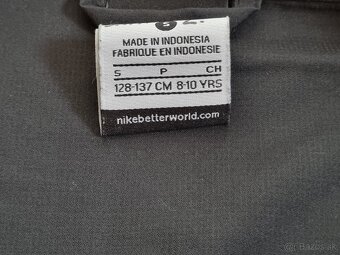 MADE IN INDONESIA
FABRIQUE EN INDONESIE
S P CH
128-137 CM 8-10 YRS
nikebetterworld.com